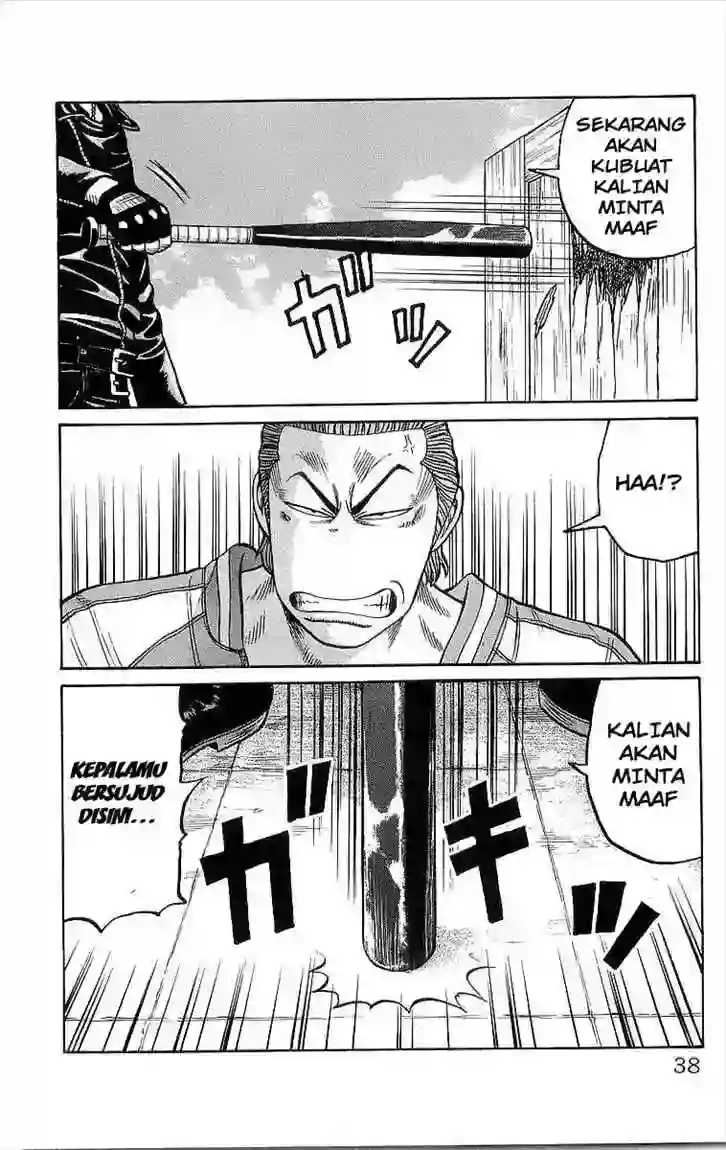 SEKARANG
AKAN
KUBUAT
KALIAN
MINTA
MAAF
ガッ
HAA!?
KALIAN
AKAN
MINTA
MAAF
KEPALAMU
BERSUJUD
DISINI...
ガキッ
38